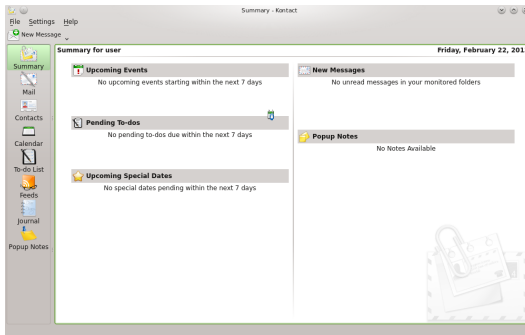 Summary - Kontact
File Settings Help
New Message
Summary
Mail
Contacts
Calendar
To-do List
Feeds
Journal
Popup Notes
Summary for user
Friday, February 22, 201
Upcoming Events
No upcoming events starting within the next 7 days
Pending To-dos
No pending to-dos due within the next 7 days
Upcoming Special Dates
No special dates pending within the next 7 days
New Messages
No unread messages in your monitored folders
Popup Notes
No Notes Available